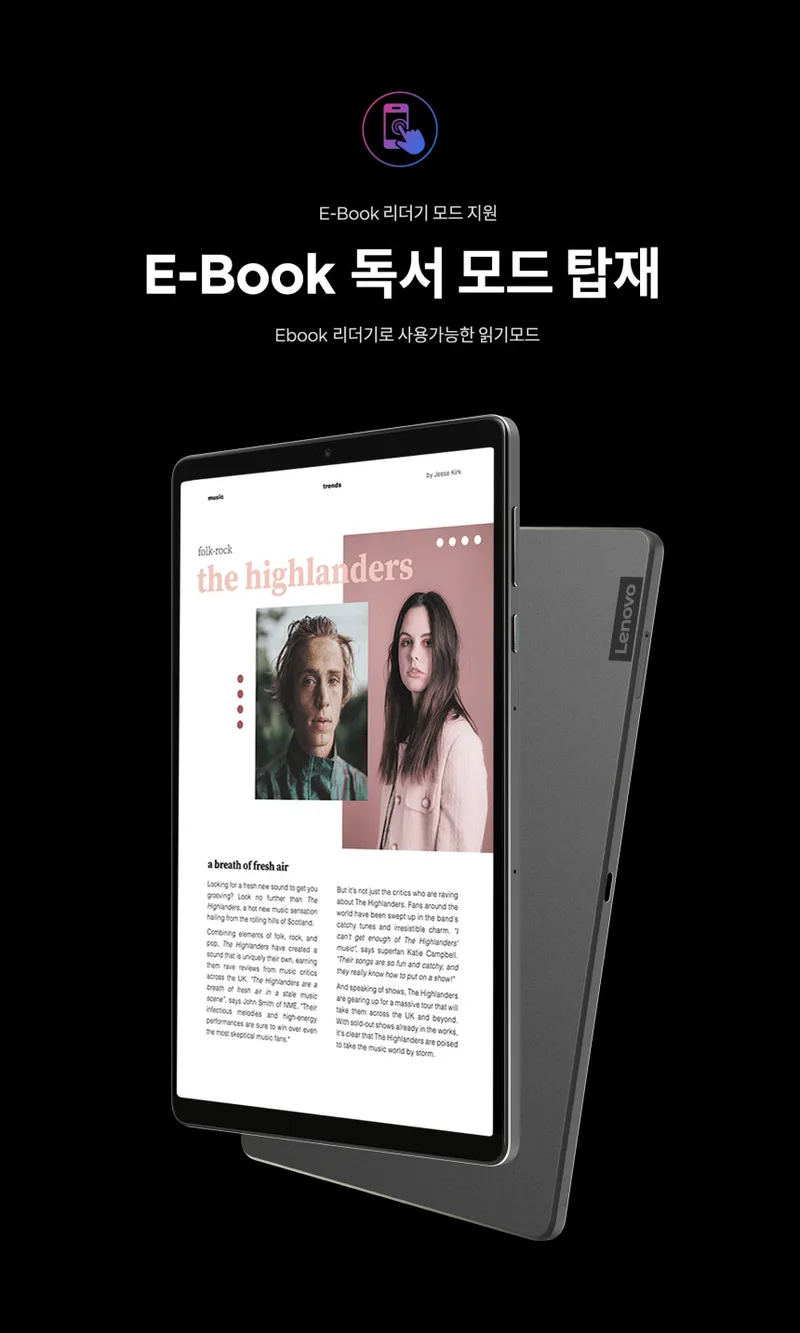 E-Book 리더기 모드 지원
E-Book 독서 모드 탑재
Ebook 리더기로 사용가능한 읽기모드
music
trends
by Jesse Kirk
folk-rock
the highlanders
a breath of fresh air
Looking for a fresh new sound to get you
grooving? Look no further than The
Highlanders, a hot new music sensation
hailing from the rolling hills of Scotland.
Combining elements of folk, rock, and
pop, The Highlanders have created a
sound that is uniquely their own, earning
them rave reviews from music critics
across the UK. "The Highlanders are a
breath of fresh air in a stale music
scene", says John Smith of NME. "Their
infectious melodies and high-energy
performances are sure to win over even
the most skeptical music fans."
But it's not just the critics who are raving
about The Highlanders. Fans around the
world have been swept up in the band's
catchy tunes and irresistible charm. "I
can't get enough of The Highlanders'
music", says superfan Katie Campbell.
"Their songs are so fun and catchy, and
they really know how to put on a show!"
And speaking of shows, The Highlanders
are gearing up for a massive tour that will
take them across the UK and beyond.
With sold-out shows already in the works,
it's clear that The Highlanders are poised
to take the music world by storm.
Lenovo